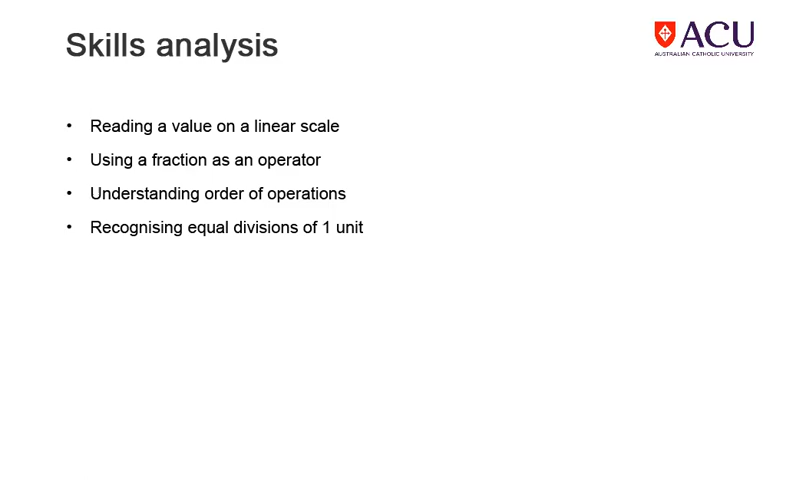 Skills analysis
ACU
AUSTRALIAN CATHOLIC UNIVERSITY
• Reading a value on a linear scale
• Using a fraction as an operator
• Understanding order of operations
• Recognising equal divisions of 1 unit